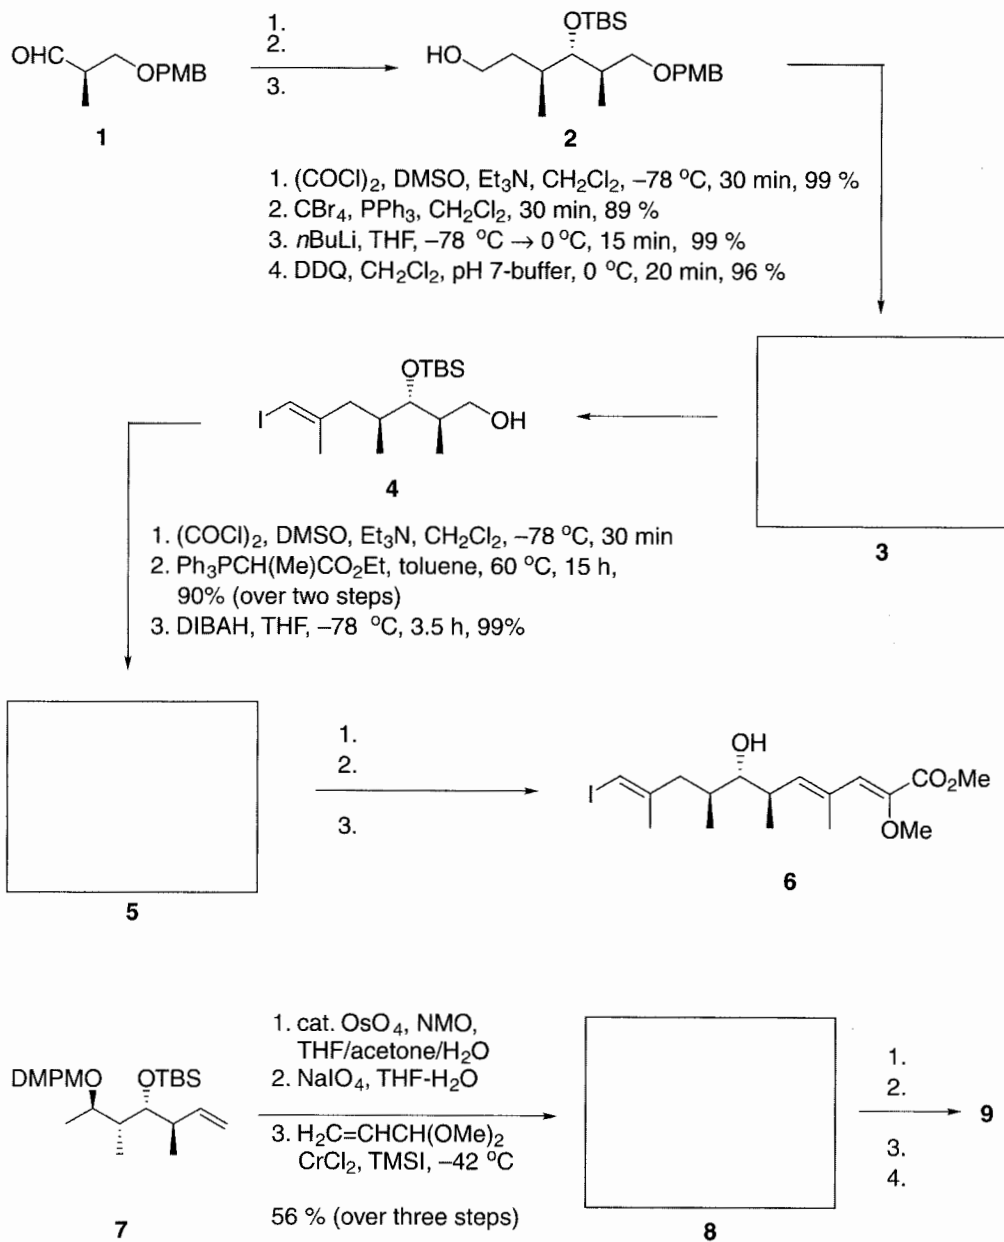 OHC
OPMB
1
1.
2.
3.
OTBS
HO
OPMB
2
1. (COCl)2, DMSO, Et3N, CH2Cl2, –78 °C, 30 min, 99 %
2. CBr4, PPh3, CH2Cl2, 30 min, 89 %
3. nBuLi, THF, –78 °C → 0 °C, 15 min, 99 %
4. DDQ, CH2Cl2, pH 7-buffer, 0 °C, 20 min, 96 %
OTBS
I
OH
4
3
1. (COCl)2, DMSO, Et3N, CH2Cl2, –78 °C, 30 min
2. Ph3PCH(Me)CO2Et, toluene, 60 °C, 15 h,
90% (over two steps)
3. DIBAH, THF, –78 °C, 3.5 h, 99%
5
1.
2.
3.
OH
I
CO2Me
OMe
6
DMPMO OTBS
7
1. cat. OsO4, NMO,
THF/acetone/H2O
2. NaIO4, THF-H2O
3. H2C=CHCH(OMe)2
CrCl2, TMSI, –42 °C
56 % (over three steps)
8
1.
2.
3.
4.
9